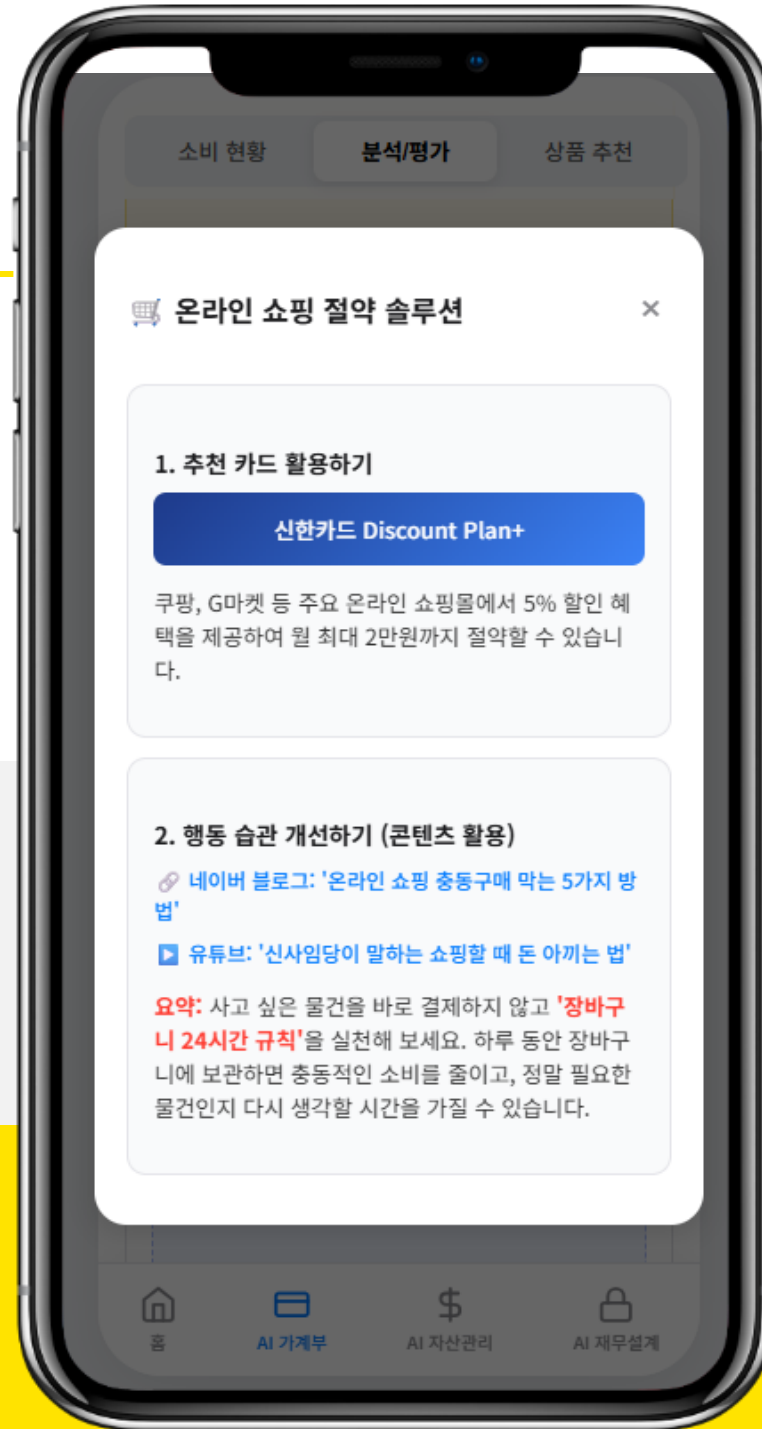 소비 현황 분석/평가 상품 추천
온라인 쇼핑 절약 솔루션 ×
1. 추천 카드 활용하기
신한카드 Discount Plan+
쿠팡, G마켓 등 주요 온라인 쇼핑몰에서 5% 할인 혜
택을 제공하여 월 최대 2만원까지 절약할 수 있습니
다.
2. 행동 습관 개선하기 (콘텐츠 활용)
네이버 블로그: '온라인 쇼핑 충동구매 막는 5가지 방
법'
유튜브: '신사임당이 말하는 쇼핑할 때 돈 아끼는 법'
요약: 사고 싶은 물건을 바로 결제하지 않고 '장바구
니 24시간 규칙'을 실천해 보세요. 하루 동안 장바구
니에 보관하면 충동적인 소비를 줄이고, 정말 필요한
물건인지 다시 생각할 시간을 가질 수 있습니다.
홈 AI 가계부 AI 자산관리 AI 재무설계